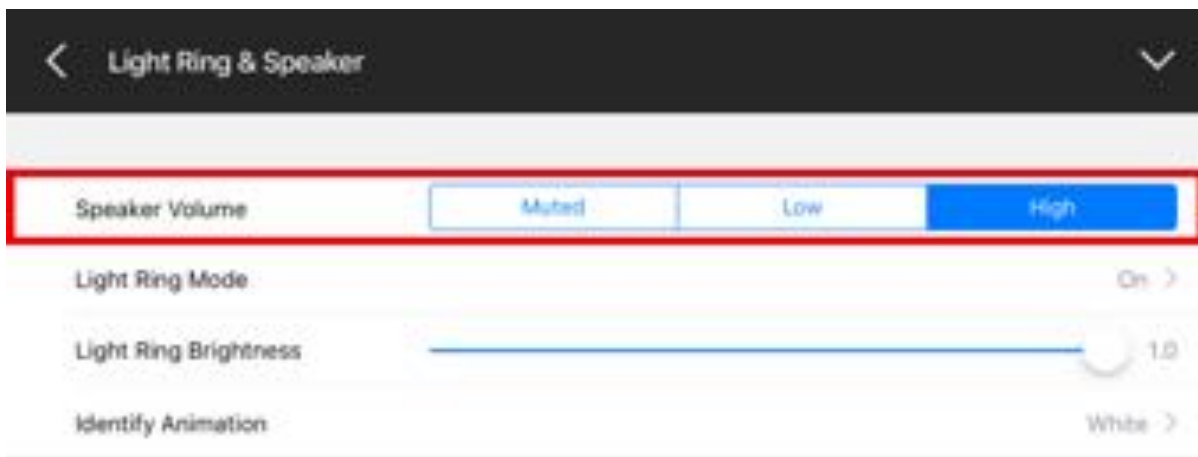 Light Ring & Speaker
Speaker Volume Muted Low High
Light Ring Mode On
Light Ring Brightness 1.0
Identify Animation White